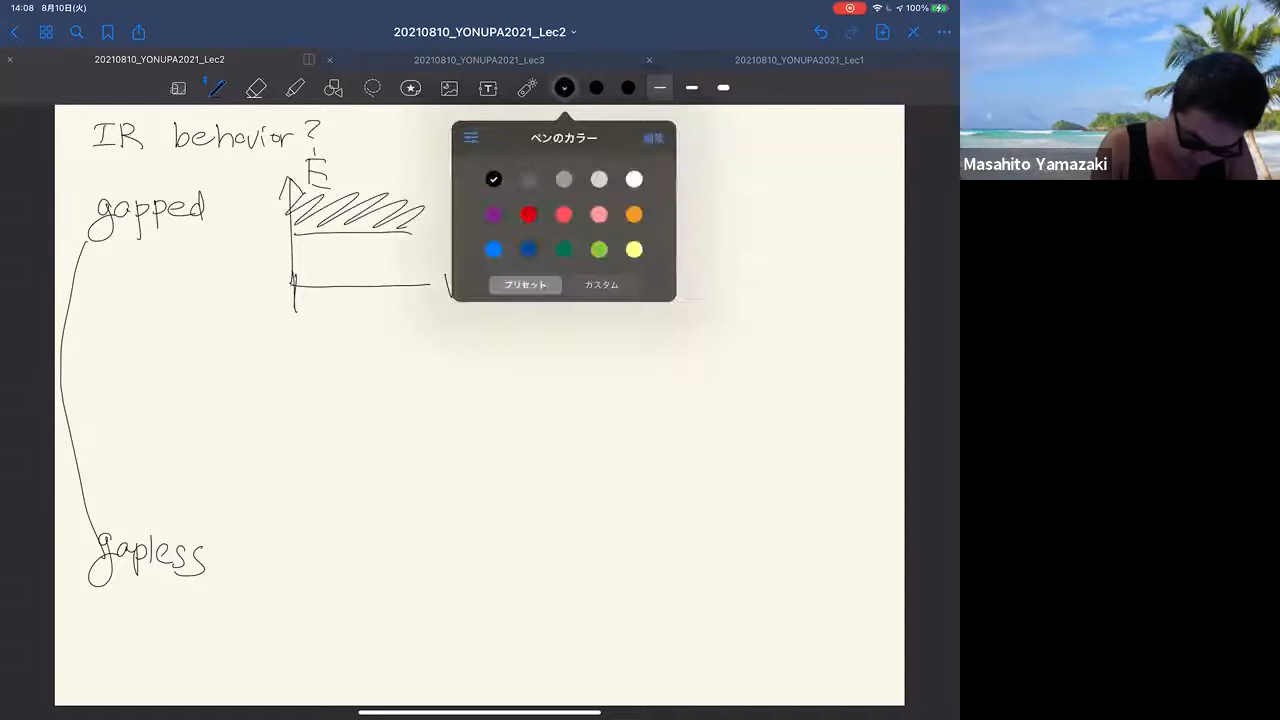 14:08 8月10日(火)
100%
20210810_YONUPA2021_Lec2
20210810_YONUPA2021_Lec2
20210810_YONUPA2021_Lec3
20210810_YONUPA2021_Lec1
T
IR behavior?
ペンのカラー
編集
E
gapped
プリセット
カスタム
gapless
Masahito Yamazaki